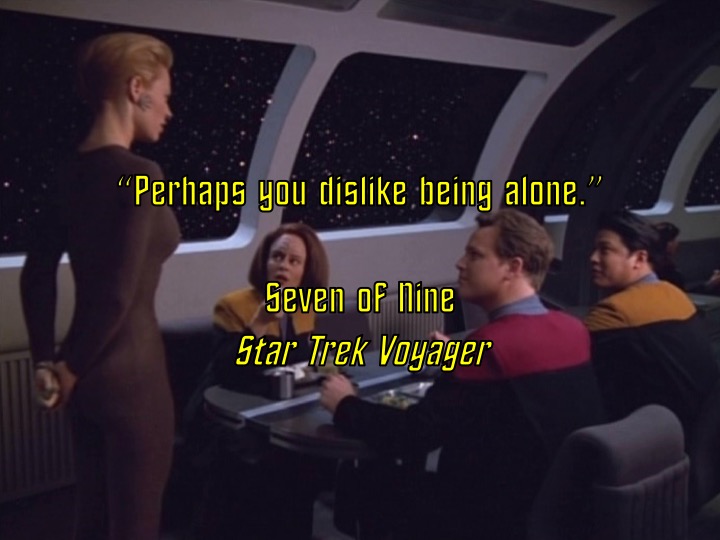 “Perhaps you dislike being alone.”
Seven of Nine
Star Trek Voyager